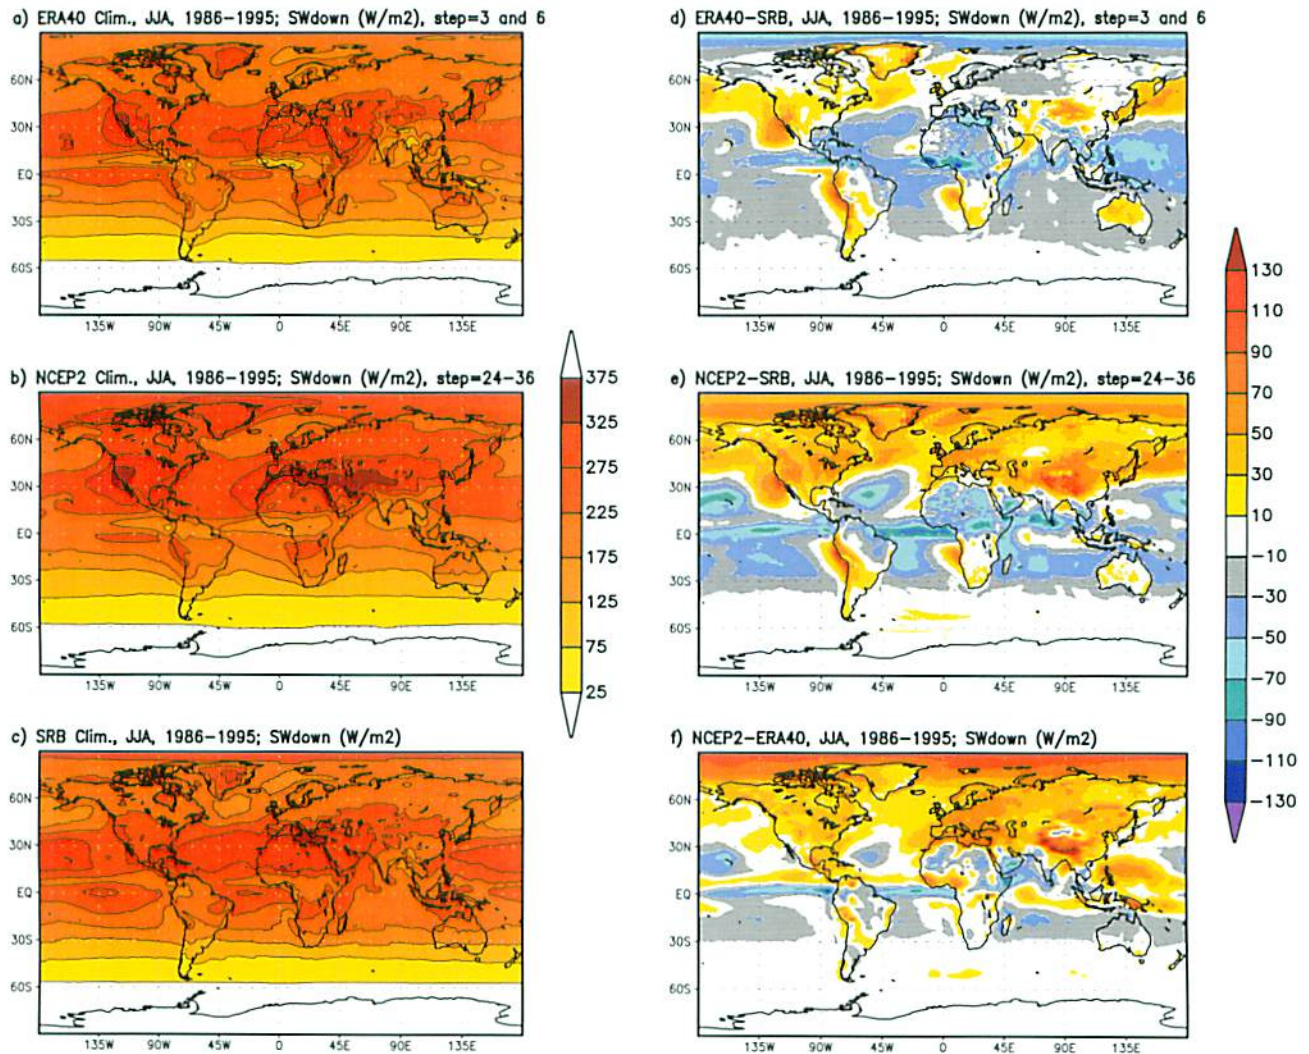 a) ERA40 Clim., JJA, 1986-1995; SWdown (W/m2), step=3 and 6
60N
30N
EQ
30S
60S
135W 90W 45W 0 45E 90E 135E
d) ERA40-SRB, JJA, 1986-1995; SWdown (W/m2), step=3 and 6
60N
30N
EQ
30S
60S
135W 90W 45W 0 45E 90E 135E
b) NCEP2 Clim., JJA, 1986-1995; SWdown (W/m2), step=24-36
60N
30N
EQ
30S
60S
135W 90W 45W 0 45E 90E 135E
375
325
275
225
175
125
75
25
e) NCEP2-SRB, JJA, 1986-1995; SWdown (W/m2), step=24-36
60N
30N
EQ
30S
60S
135W 90W 45W 0 45E 90E 135E
130
110
90
70
50
30
10
-10
-30
-50
-70
-90
-110
-130
c) SRB Clim., JJA, 1986-1995; SWdown (W/m2)
60N
30N
EQ
30S
60S
135W 90W 45W 0 45E 90E 135E
f) NCEP2-ERA40, JJA, 1986-1995; SWdown (W/m2)
60N
30N
EQ
30S
60S
135W 90W 45W 0 45E 90E 135E